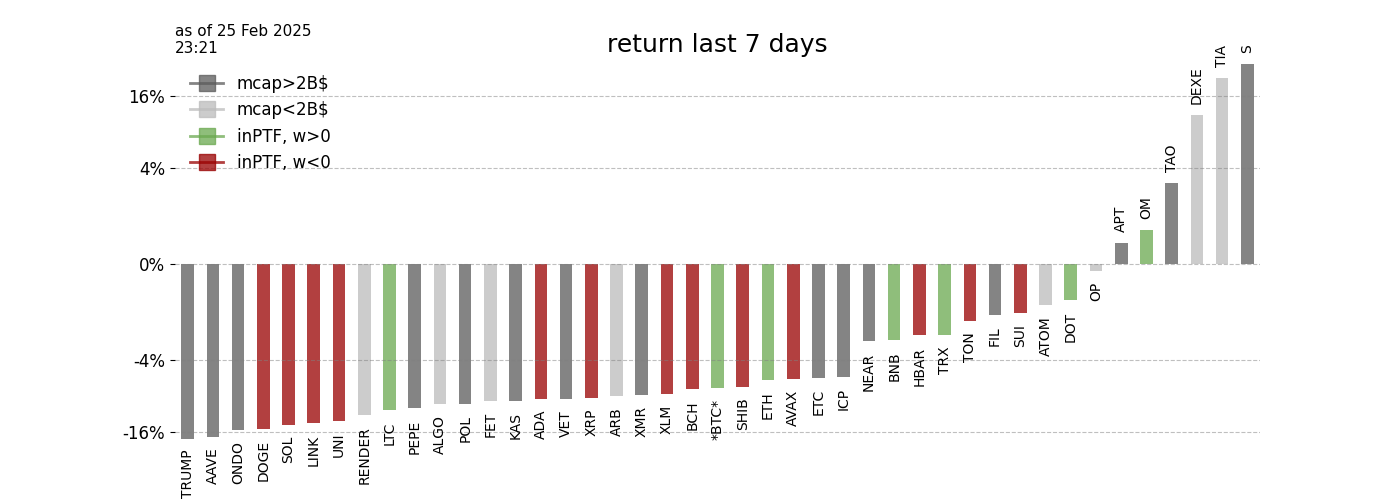 as of 25 Feb 2025
23:21
return last 7 days
mcap>2B$
mcap<2B$
inPTF, w>0
inPTF, w<0
16%
4%
0%
-4%
-16%
TRUMP
AAVE
ONDO
DOGE
SOL
LINK
UNI
RENDER
LTC
PEPE
ALGO
POL
FET
KAS
ADA
VET
XRP
ARB
XMR
XLM
BCH
*BTC*
SHIB
ETH
AVAX
ETC
ICP
NEAR
BNB
HBAR
TRX
TON
FIL
SUI
ATOM
DOT
OP
APT
OM
TAO
DEXE
TIA
S